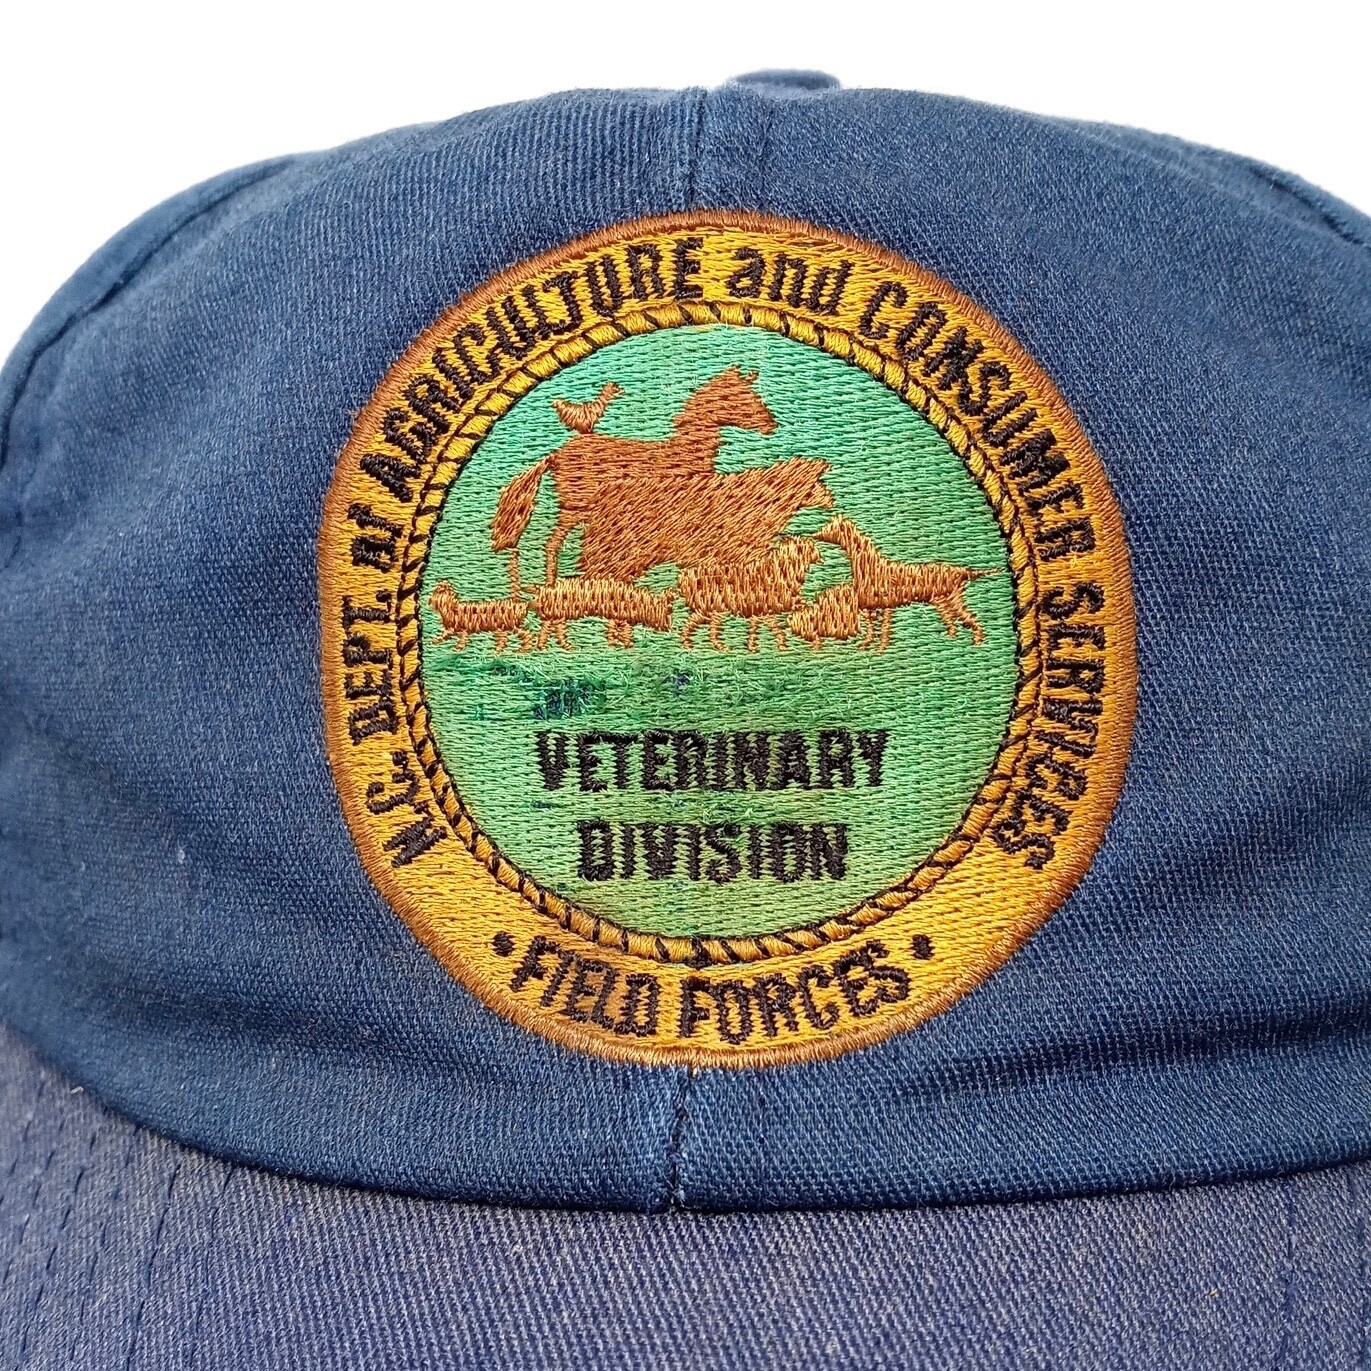 N.C. DEPT. of AGRICULTURE and CONSUMER SERVICES
VETERINARY
DIVISION
• FIELD FORCES •